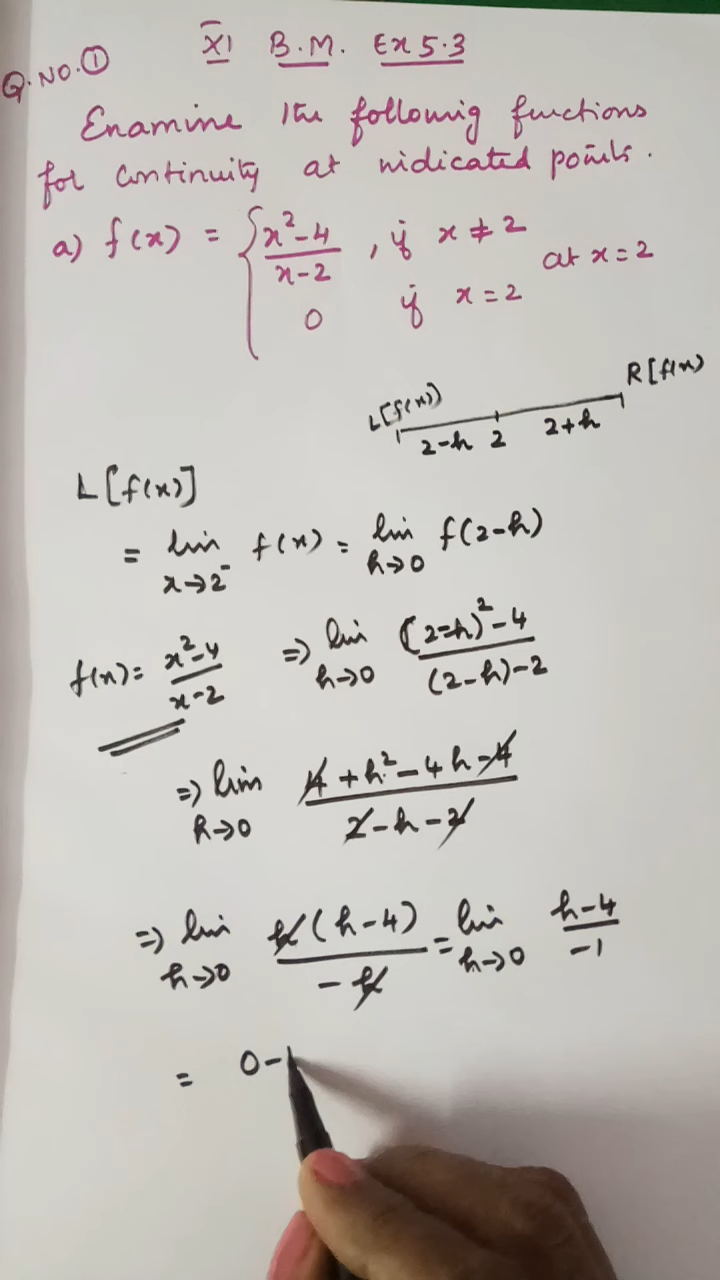 XI B.M. Ex 5.3
Q.NO.①
Examine the following functions
for continuity at indicated points.
a) f(x) = { x²-4 / x-2 , if x ≠ 2
0 if x = 2
at x = 2
L[f(x)] R[f(x)
2-h 2 2+h
L[f(x)]
= lim x→2⁻ f(x) = lim h→0 f(2-h)
f(x) = x²-4 / x-2 ⇒ lim h→0 (2-h)²-4 / (2-h)-2
⇒ lim h→0 4+h²-4h-4 / 2-h-2
⇒ lim h→0 h(h-4) / -h = lim h→0 h-4 / -1
= 0-